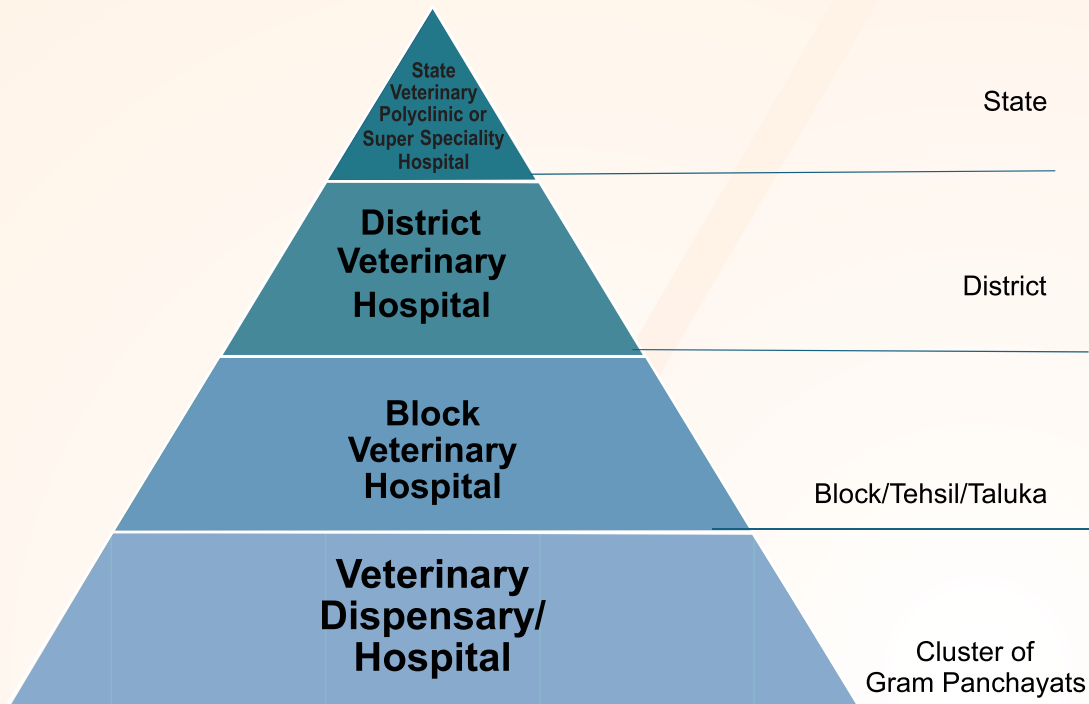 State
Veterinary
Polyclinic or
Super Speciality
Hospital
State
District
Veterinary
Hospital
District
Block
Veterinary
Hospital
Block/Tehsil/Taluka
Veterinary
Dispensary/
Hospital
Cluster of
Gram Panchayats